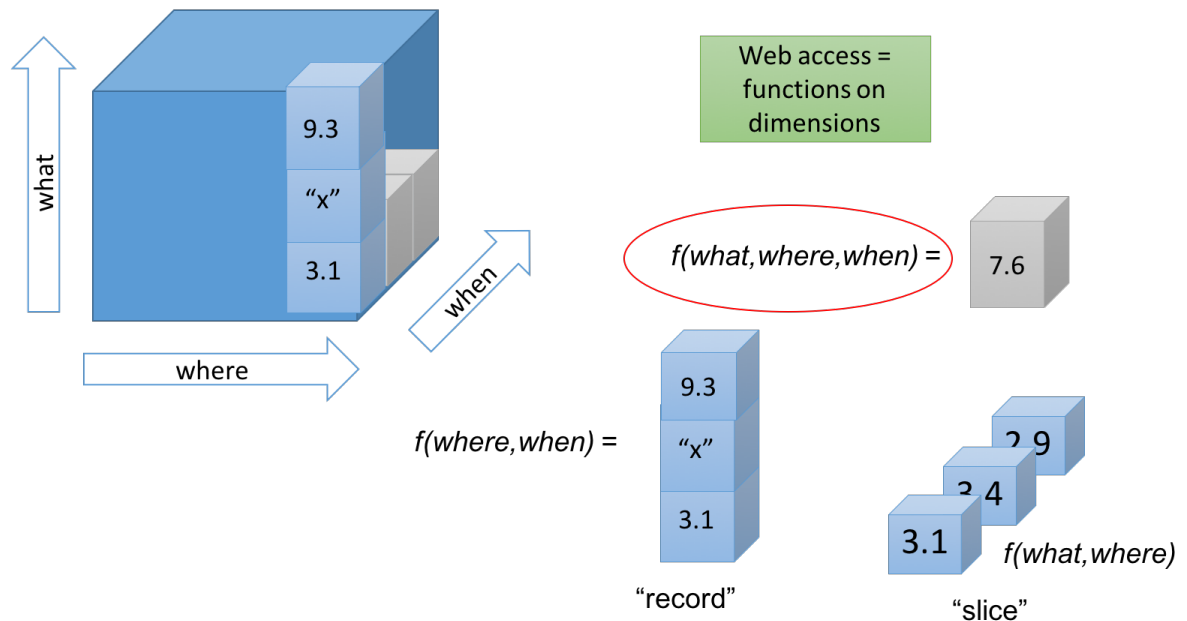 what
9.3
“x”
3.1
where
when
Web access =
functions on
dimensions
f(what,where,when) =
7.6
f(where,when) =
9.3
“x”
3.1
“record”
2.9
3.4
3.1
f(what,where)
“slice”